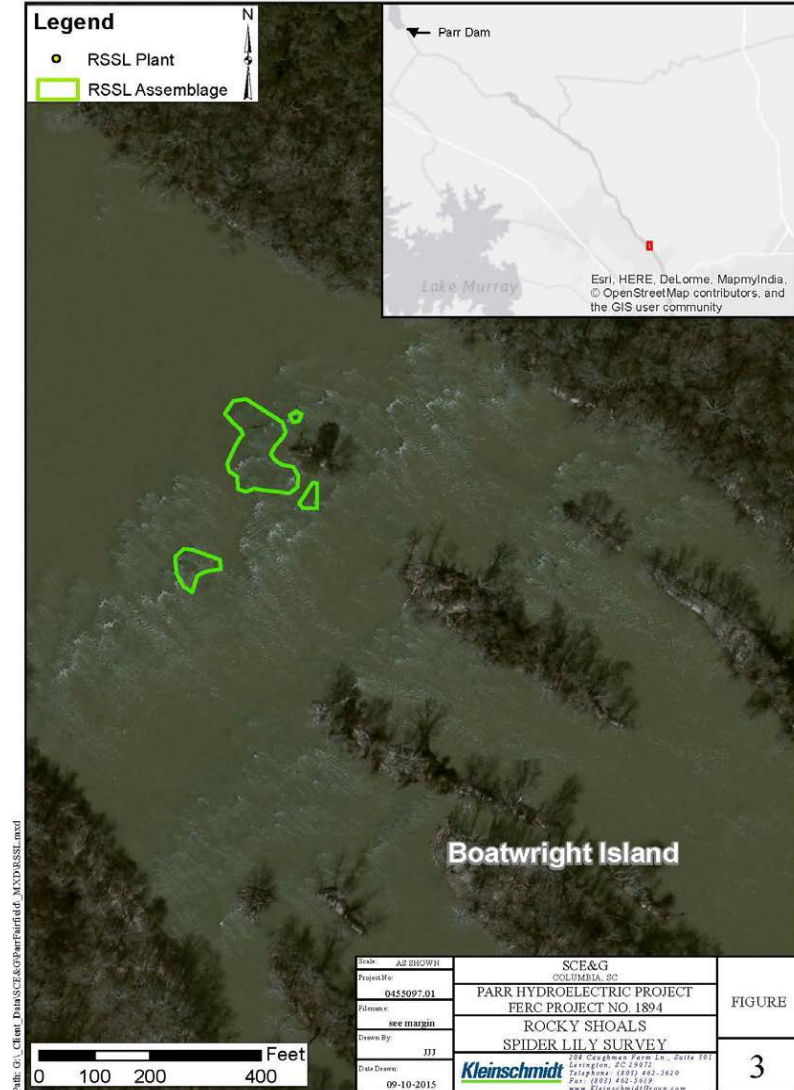 Legend
N
RSSL Plant
RSSL Assemblage
Parr Dam
Lake Murray
Esri, HERE, DeLorme, MapmyIndia,
© OpenStreetMap contributors, and
the GIS user community
Boatwright Island
Path: G:\_Client_Data\SCE&G\ParrFairfield\_MXD\RSSL.mxd
0 100 200 400 Feet
Scale: AS SHOWN
Project No:
0455097.01
Filename:
see margin
Drawn By:
JJJ
Date Drawn:
09-10-2015
SCE&G
COLUMBIA, SC
PARR HYDROELECTRIC PROJECT
FERC PROJECT NO. 1894
ROCKY SHOALS
SPIDER LILY SURVEY
Kleinschmidt
204 Caughman Farm Ln., Suite 301
Lexington, SC 29072
Telephone: (803) 462-5620
Fax: (803) 462-5619
www.KleinschmidtGroup.com
FIGURE
3